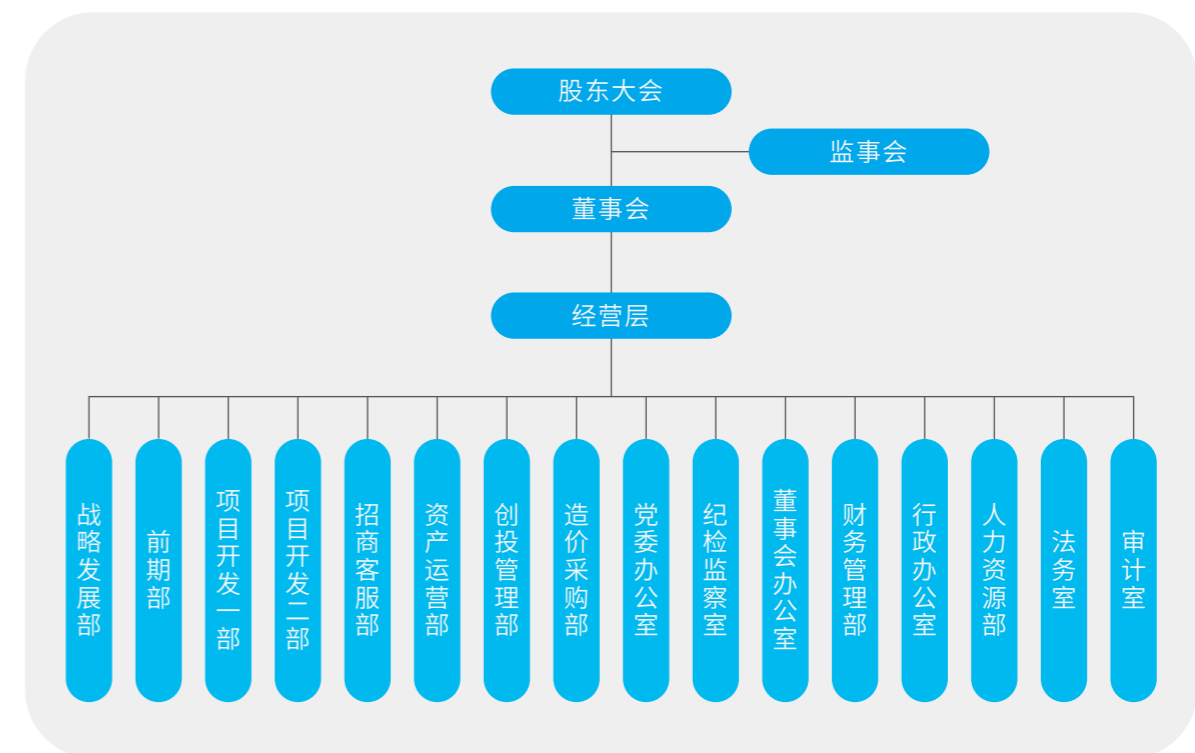 股东大会
监事会
董事会
经营层
战略发展部
前期部
项目开发一部
项目开发二部
招商客服部
资产运营部
创投管理部
造价采购部
党委办公室
纪检监察室
董事会办公室
财务管理部
行政办公室
人力资源部
法务室
审计室